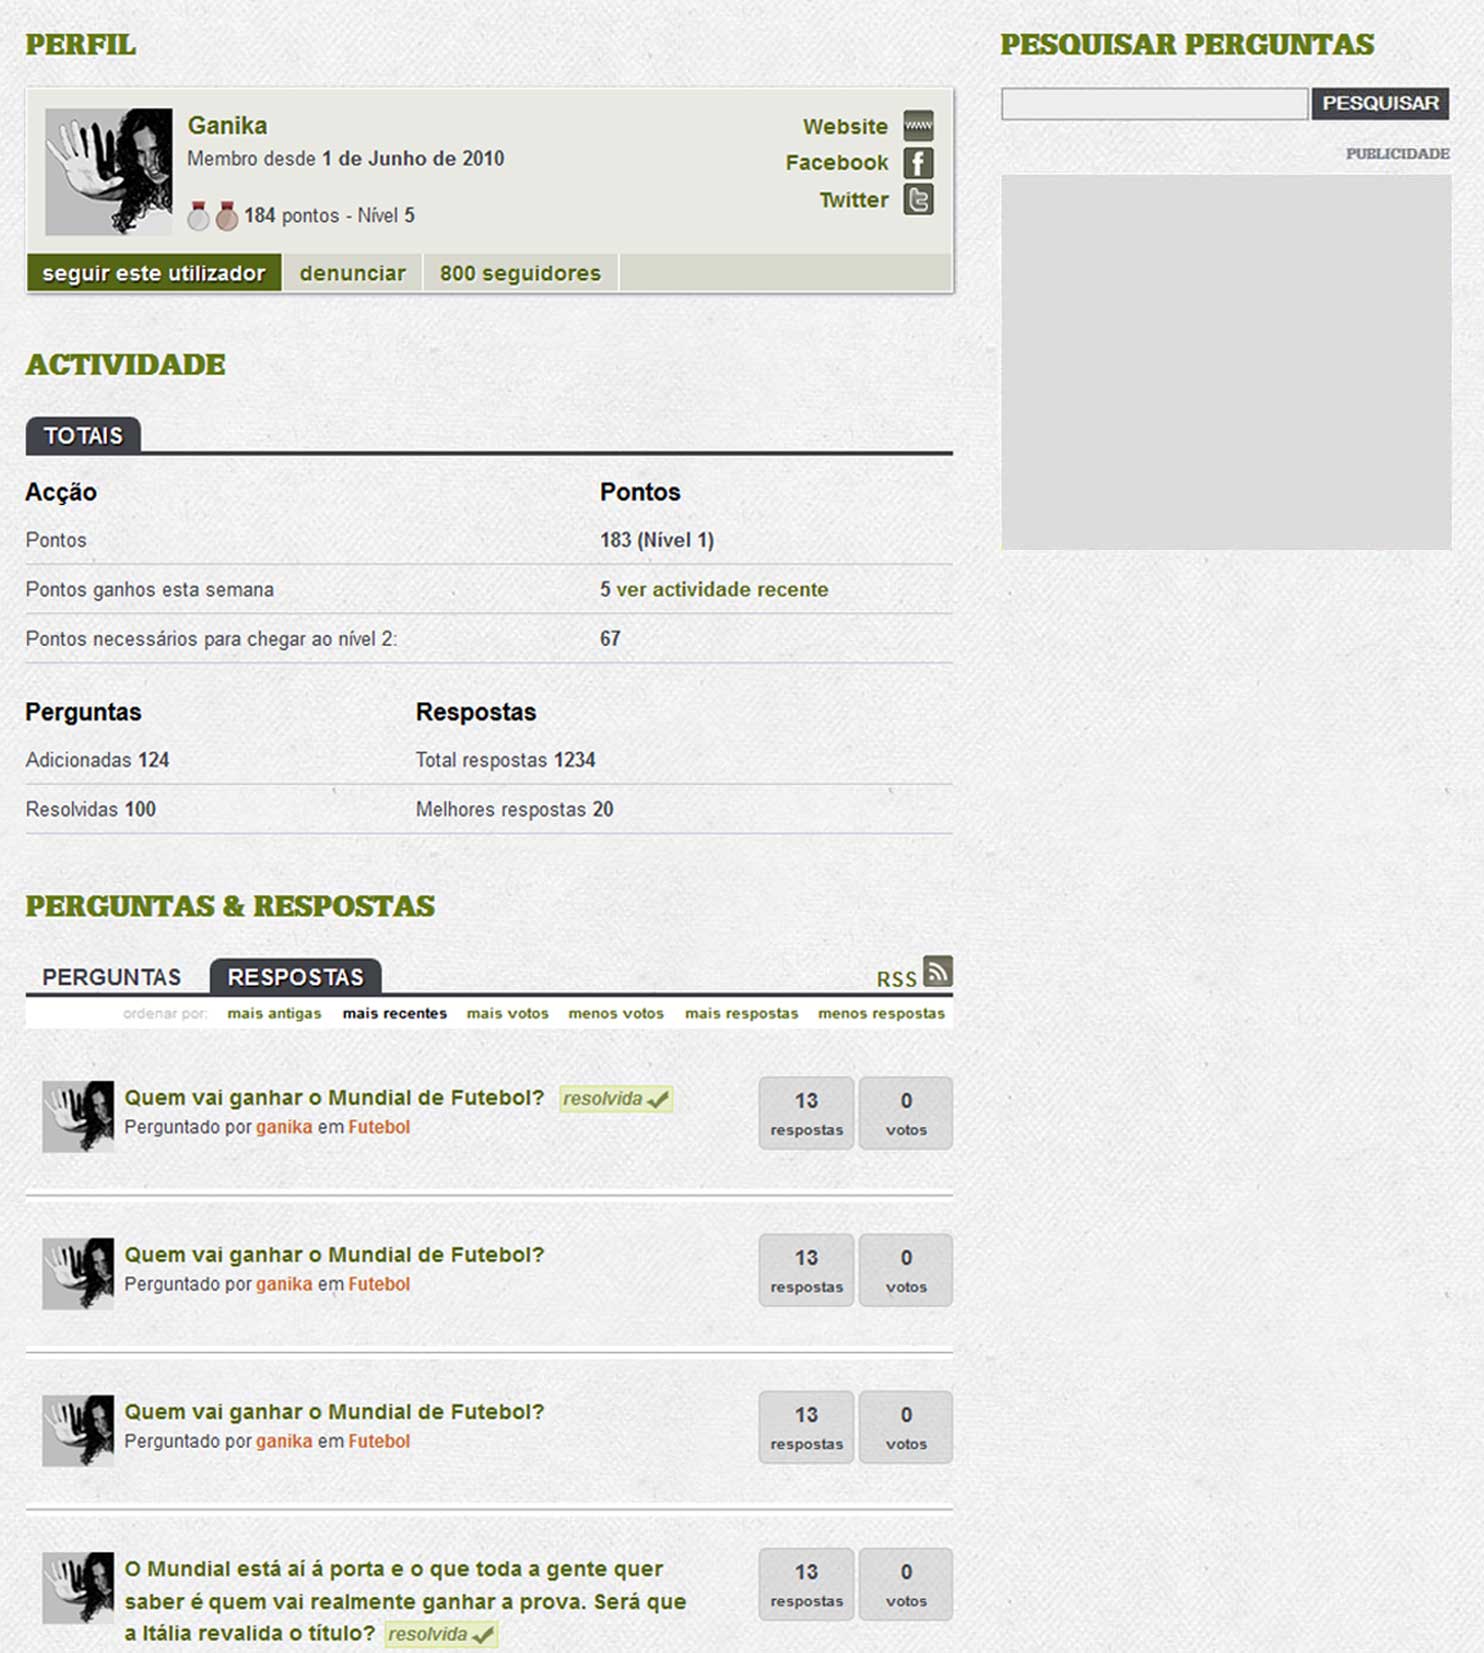 PERFIL
Ganika
Membro desde 1 de Junho de 2010
184 pontos - Nível 5
Website
Facebook
Twitter
seguir este utilizador denunciar 800 seguidores
PESQUISAR PERGUNTAS
PESQUISAR
PUBLICIDADE
ACTIVIDADE
TOTAIS
Acção Pontos
Pontos 183 (Nível 1)
Pontos ganhos esta semana 5 ver actividade recente
Pontos necessários para chegar ao nível 2: 67
Perguntas Respostas
Adicionadas 124 Total respostas 1234
Resolvidas 100 Melhores respostas 20
PERGUNTAS & RESPOSTAS
PERGUNTAS RESPOSTAS RSS
ordenar por: mais antigas mais recentes mais votos menos votos mais respostas menos respostas
Quem vai ganhar o Mundial de Futebol? resolvida
Perguntado por ganika em Futebol
13 respostas
0 votos
Quem vai ganhar o Mundial de Futebol?
Perguntado por ganika em Futebol
13 respostas
0 votos
Quem vai ganhar o Mundial de Futebol?
Perguntado por ganika em Futebol
13 respostas
0 votos
O Mundial está aí á porta e o que toda a gente quer
saber é quem vai realmente ganhar a prova. Será que
a Itália revalida o título? resolvida
13 respostas
0 votos